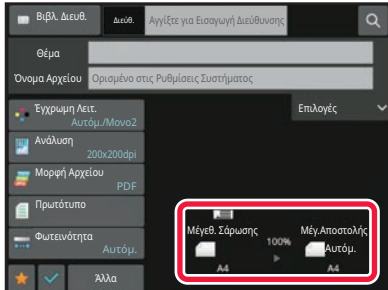 Βιβλ. Διευθ.
Διεύθ.
Αγγίξτε για Εισαγωγή Διεύθυνσης
Θέμα
Όνομα Αρχείου
Ορισμένο στις Ρυθμίσεις Συστήματος
Έγχρωμη Λειτ.
Αυτόμ./Μονο2
Επιλογές
Ανάλυση
200x200dpi
Μορφή Αρχείου
PDF
Πρωτότυπο
Φωτεινότητα
Αυτόμ.
Μέγεθ. Σάρωσης
100%
Μέγ.Αποστολής
Αυτόμ.
A4
A4
Άλλα